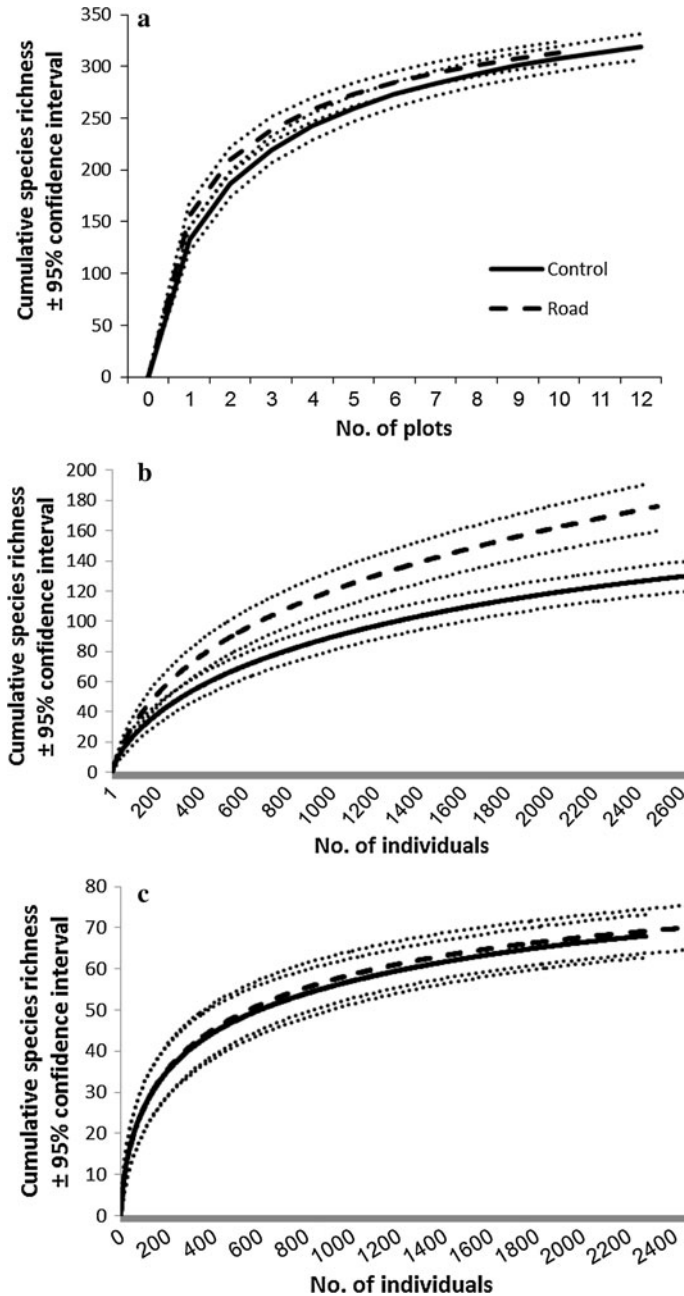 a
Cumulative species richness
± 95% confidence interval
350
300
250
200
150
100
50
0
Control
Road
0 1 2 3 4 5 6 7 8 9 10 11 12
No. of plots
b
Cumulative species richness
± 95% confidence interval
200
180
160
140
120
100
80
60
40
20
0
1 200 400 600 800 1000 1200 1400 1600 1800 2000 2200 2400 2600
No. of individuals
c
Cumulative species richness
± 95% confidence interval
80
70
60
50
40
30
20
10
0
0 200 400 600 800 1000 1200 1400 1600 1800 2000 2200 2400
No. of individuals